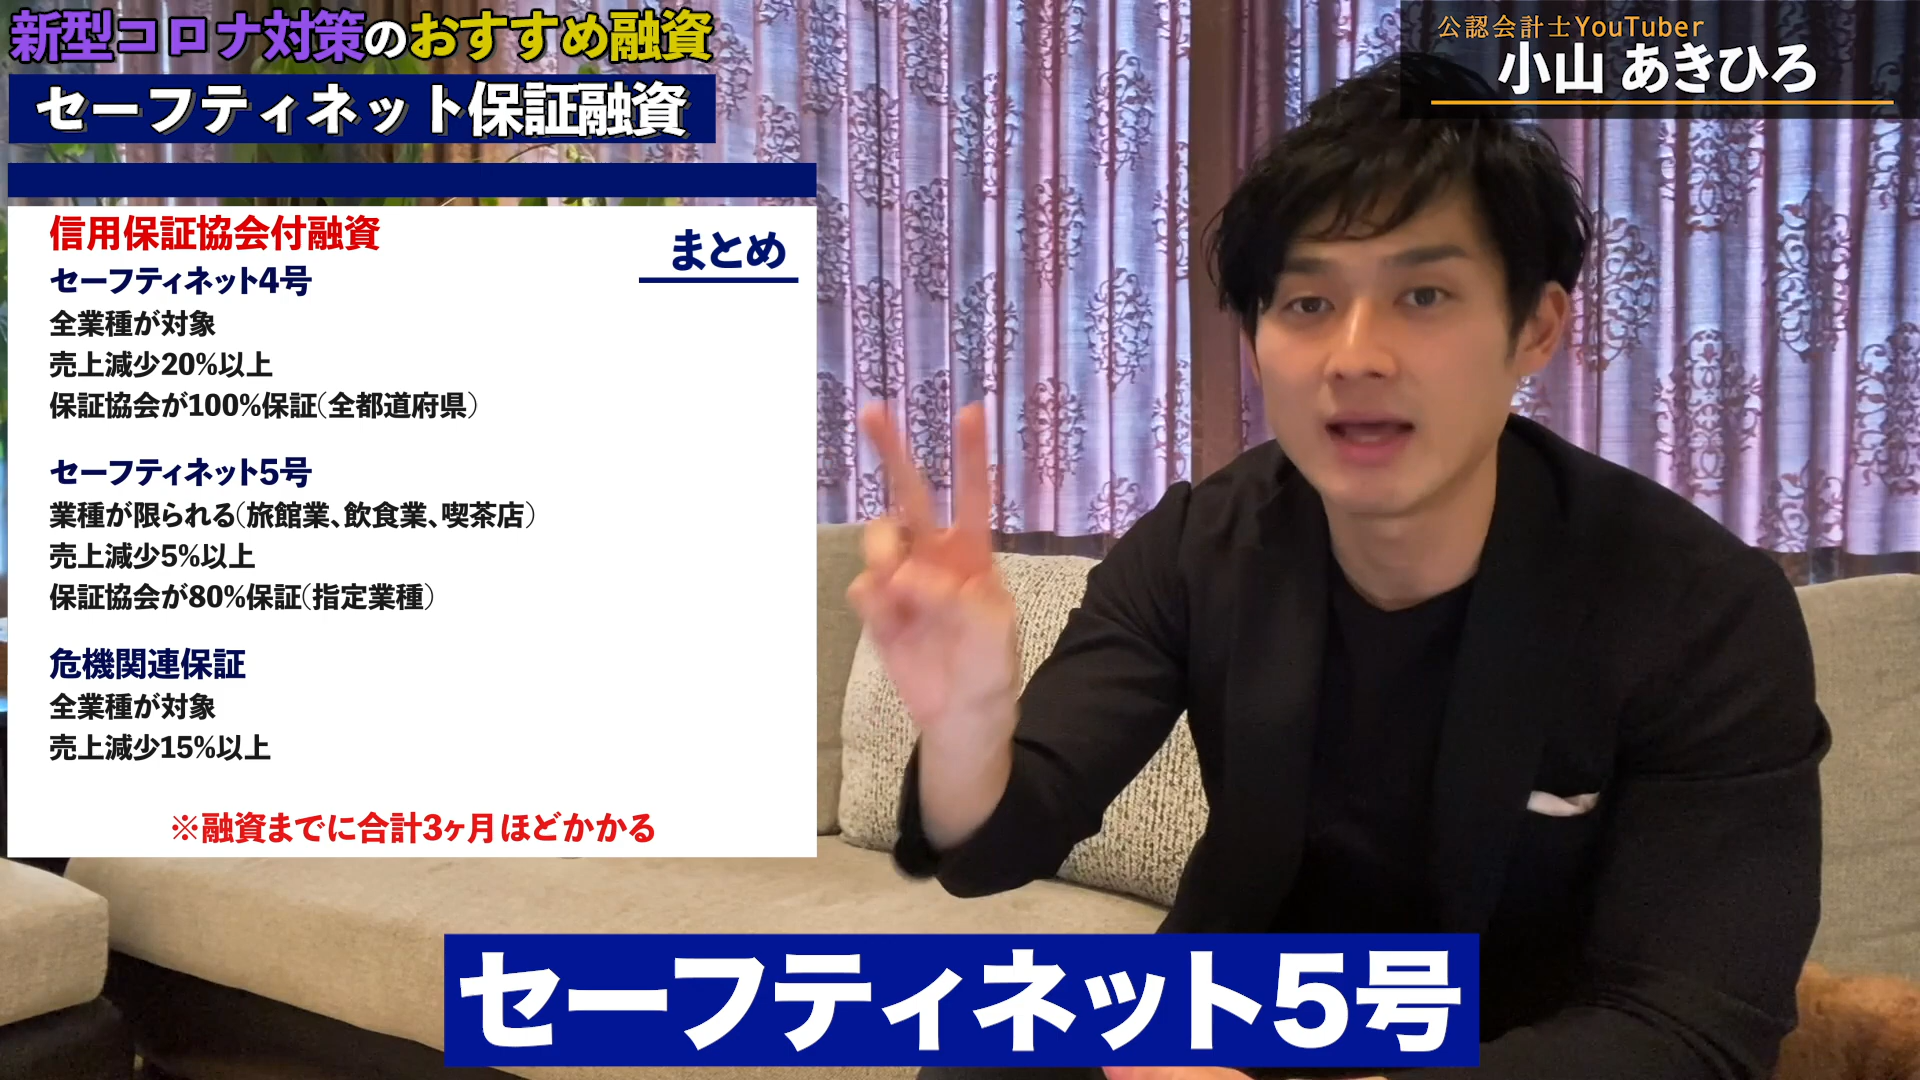 新型コロナ対策のおすすめ融資
セーフティネット保証融資
公認会計士YouTuber
小山 あきひろ
信用保証協会付融資
まとめ
セーフティネット4号
全業種が対象
売上減少20%以上
保証協会が100%保証（全都道府県）
セーフティネット5号
業種が限られる（旅館業、飲食業、喫茶店）
売上減少5%以上
保証協会が80%保証（指定業種）
危機関連保証
全業種が対象
売上減少15%以上
※融資までに合計3ヶ月ほどかかる
セーフティネット5号